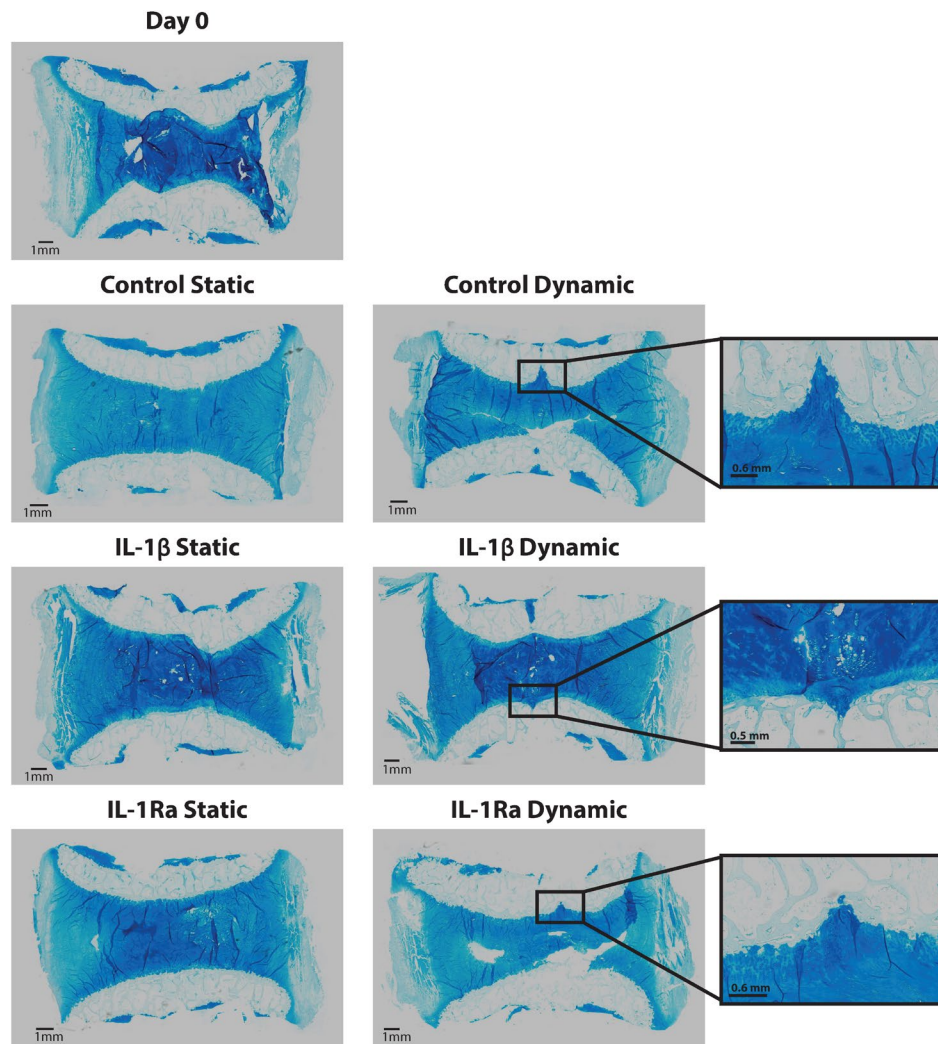 Day 0
1mm
Control Static
Control Dynamic
1mm
1mm
0.6 mm
IL-1β Static
IL-1β Dynamic
1mm
1mm
0.5 mm
IL-1Ra Static
IL-1Ra Dynamic
1mm
1mm
0.6 mm